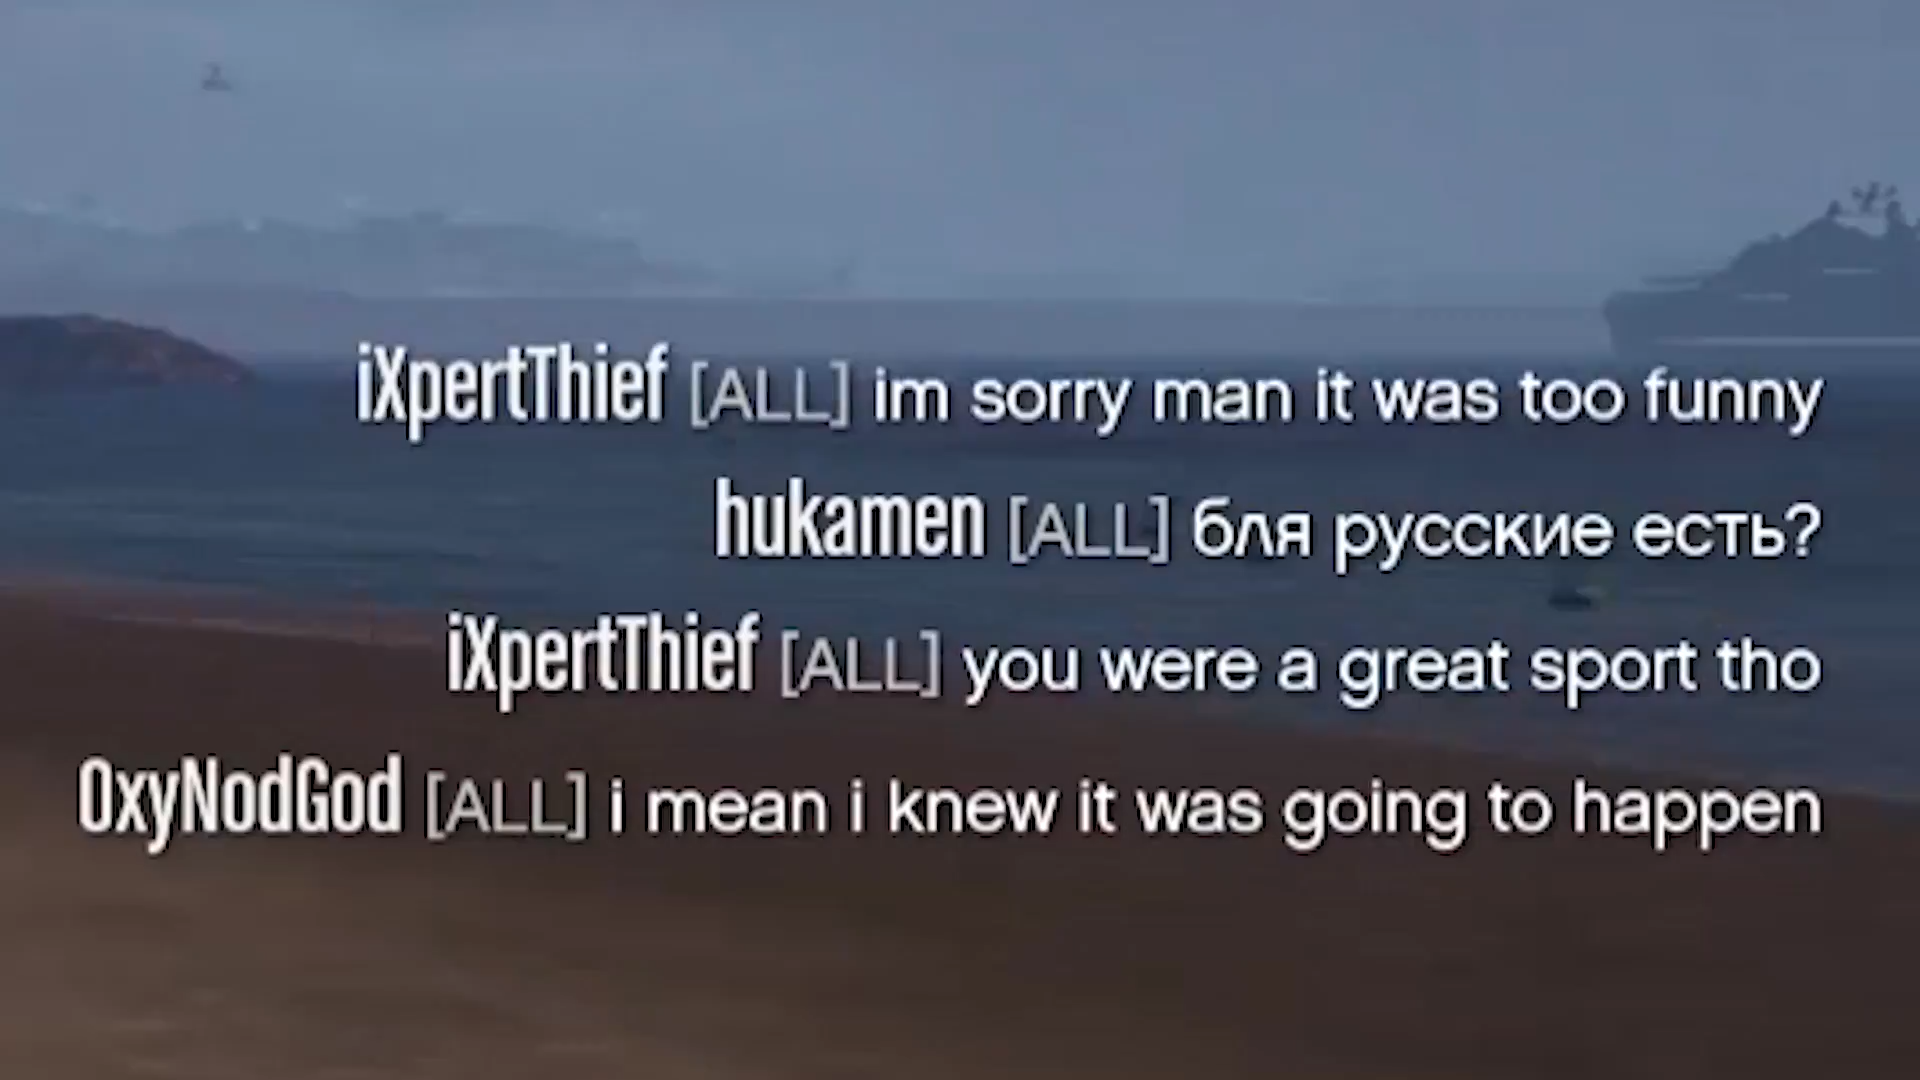 iXpertThief [ALL] im sorry man it was too funny
hukamen [ALL] бля русские есть?
iXpertThief [ALL] you were a great sport tho
OxyNodGod [ALL] i mean i knew it was going to happen